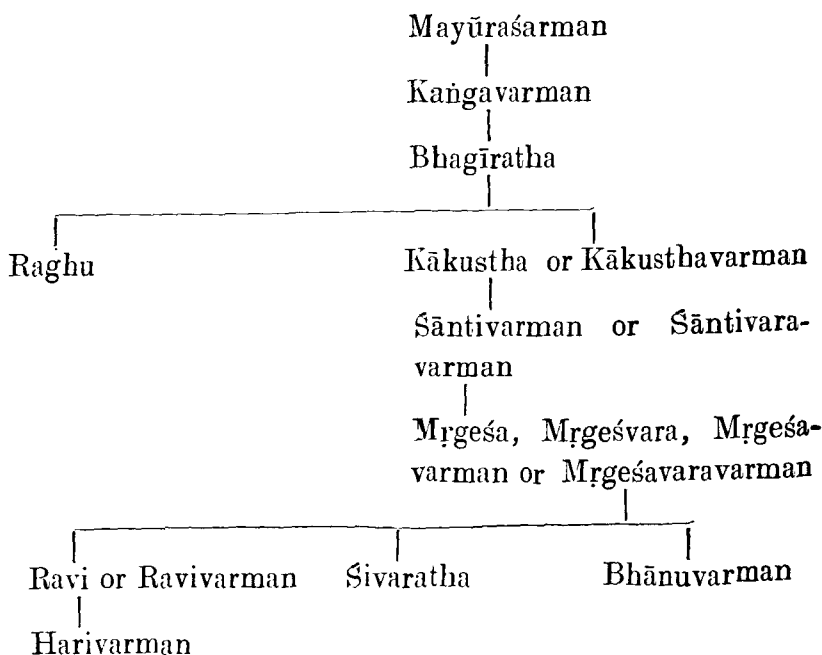 Mayūraśarman
Kaṅgavarman
Bhagīratha
Raghu
Kākustha or Kākusthavarman
Śāntivarman or Śāntivara-
varman
Mṛgeśa, Mṛgeśvara, Mṛgeśa-
varman or Mṛgeśavaravarman
Ravi or Ravivarman Śivaratha Bhānuvarman
Harivarman